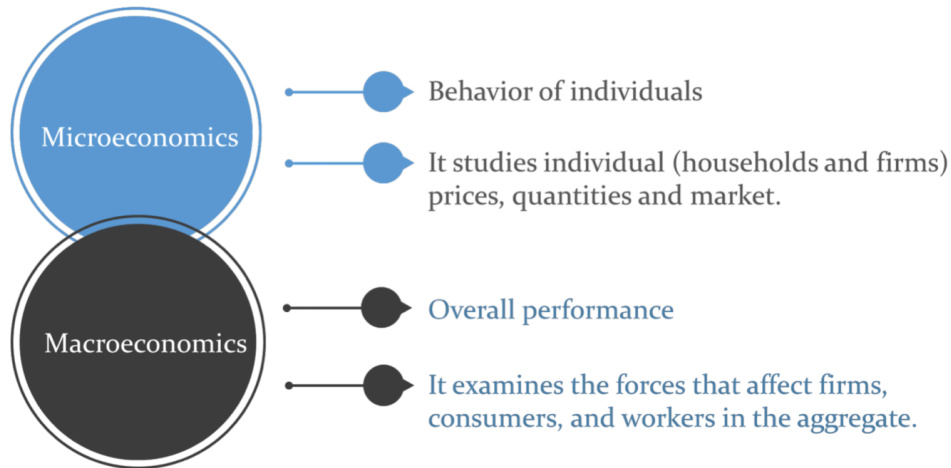 Microeconomics
Behavior of individuals
It studies individual (households and firms)
prices, quantities and market.
Macroeconomics
Overall performance
It examines the forces that affect firms,
consumers, and workers in the aggregate.